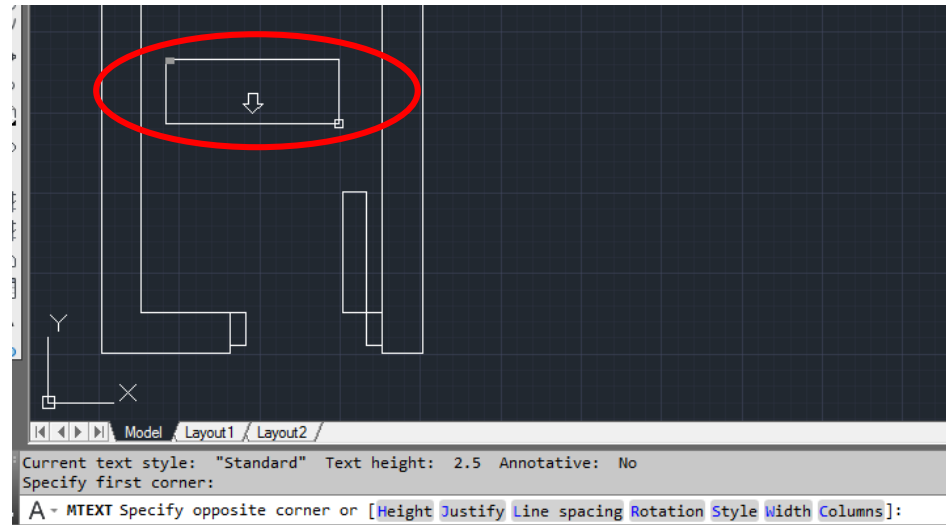 Y
X
Model Layout1 Layout2
Current text style: "Standard" Text height: 2.5 Annotative: No
Specify first corner:
A - MTEXT Specify opposite corner or [Height Justify Line spacing Rotation Style Width Columns]: